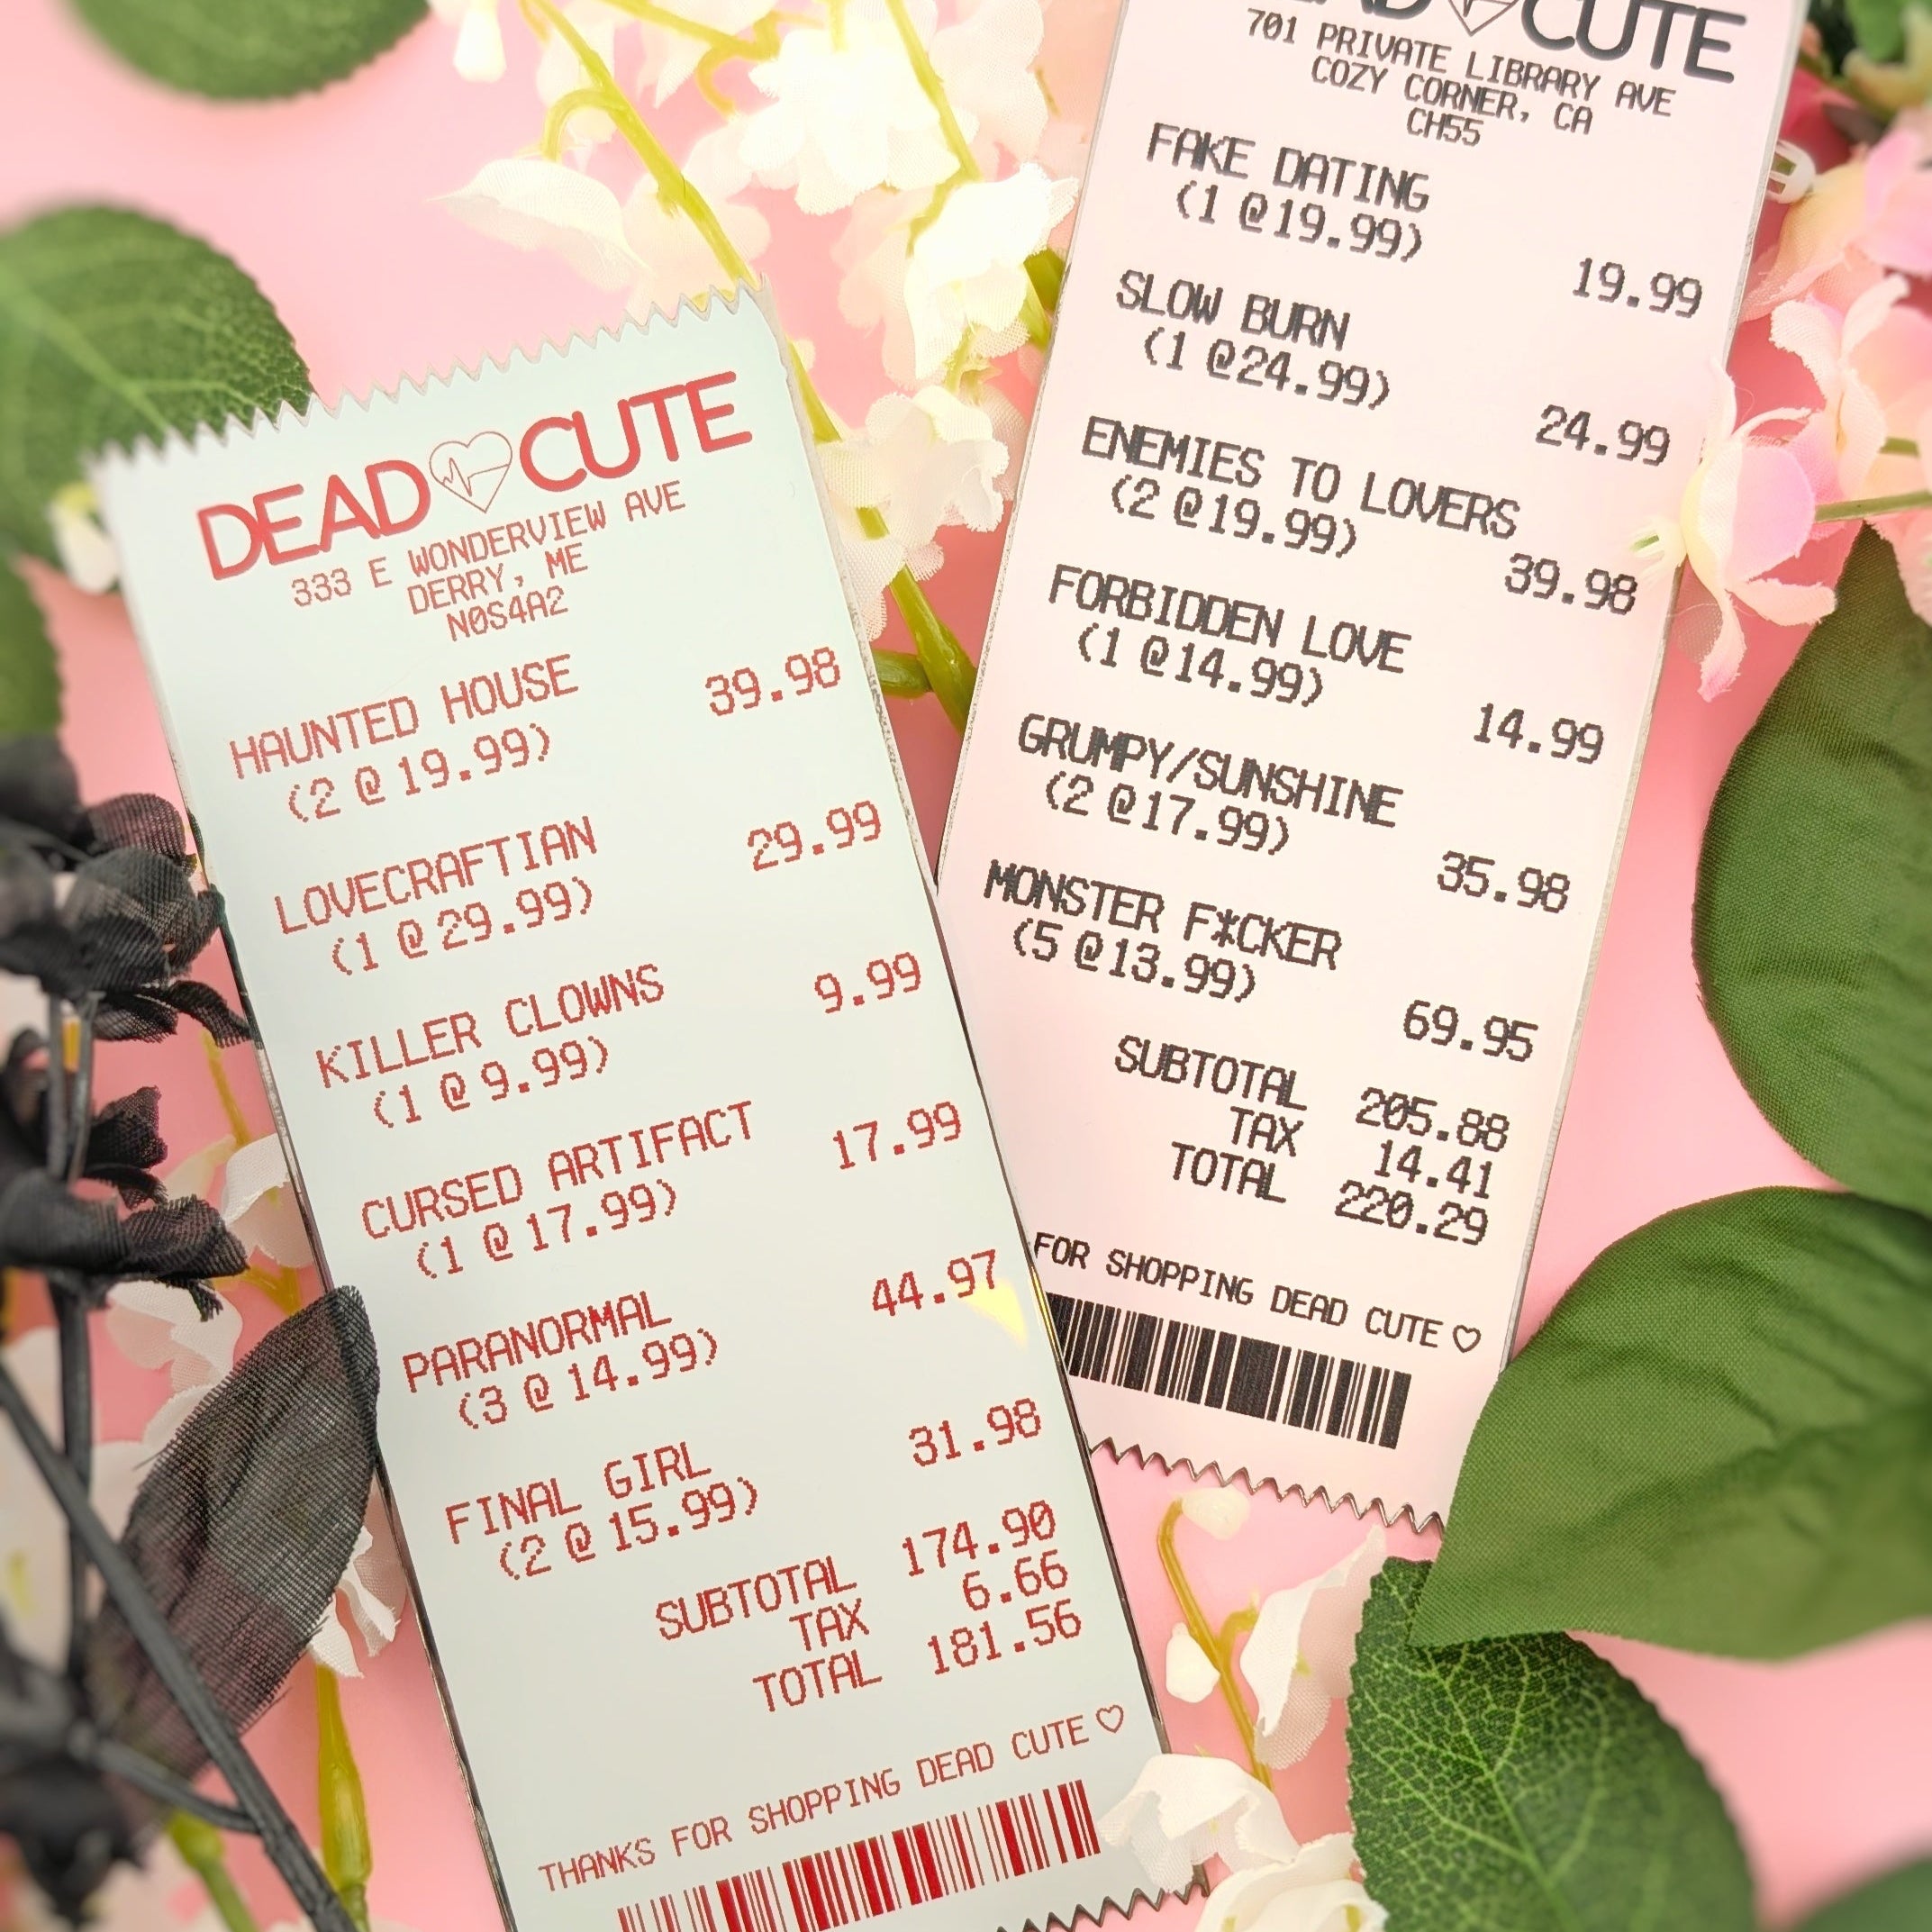 DEAD CUTE
333 E WONDERVIEW AVE
DERRY, ME
N0S4A2
HAUNTED HOUSE 39.98
(2 @ 19.99)
LOVECRAFTIAN 29.99
(1 @ 29.99)
KILLER CLOWNS 9.99
(1 @ 9.99)
CURSED ARTIFACT 17.99
(1 @ 17.99)
PARANORMAL 44.97
(3 @ 14.99)
FINAL GIRL 31.98
(2 @ 15.99)
SUBTOTAL 174.90
TAX 6.66
TOTAL 181.56
THANKS FOR SHOPPING DEAD CUTE ♡
CUTE
701 PRIVATE LIBRARY AVE
COZY CORNER, CA
CH55
FAKE DATING
(1 @19.99)
19.99
SLOW BURN
(1 @24.99)
24.99
ENEMIES TO LOVERS
(2 @19.99)
39.98
FORBIDDEN LOVE
(1 @14.99)
14.99
GRUMPY/SUNSHINE
(2 @17.99)
35.98
MONSTER F*CKER
(5 @13.99)
69.95
SUBTOTAL 205.88
TAX 14.41
TOTAL 220.29
FOR SHOPPING DEAD CUTE ♡